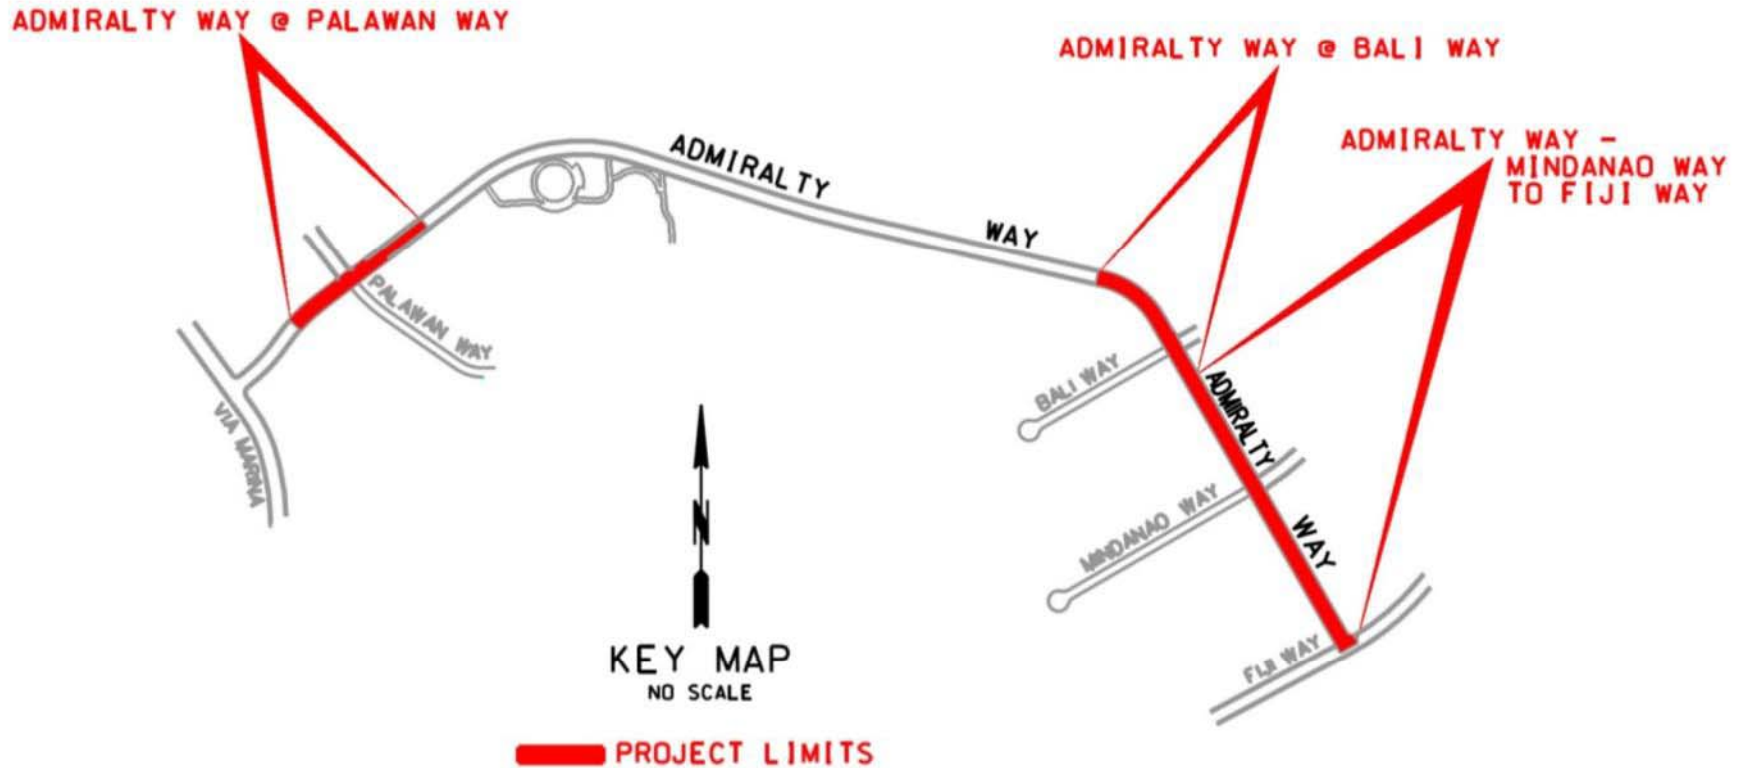 ADMIRALTY WAY @ PALAWAN WAY
ADMIRALTY WAY @ BALI WAY
ADMIRALTY WAY -
MINDANAO WAY
TO FIJI WAY
ADMIRALTY
WAY
PALAWAN WAY
VIA MARINA
BALI WAY
ADMIRALTY
WAY
MINDANAO WAY
FIJI WAY
N
KEY MAP
NO SCALE
PROJECT LIMITS